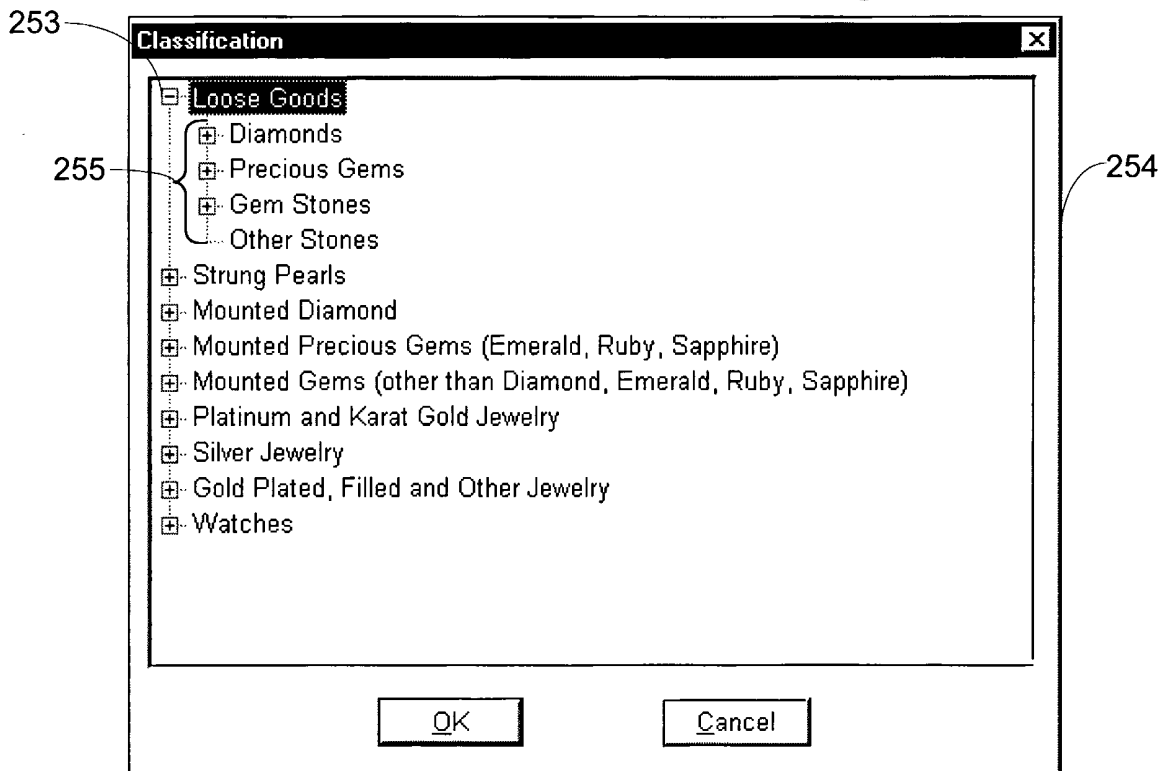 253
Classification
Loose Goods
Diamonds
255
Precious Gems
254
Gem Stones
Other Stones
Strung Pearls
Mounted Diamond
Mounted Precious Gems (Emerald, Ruby, Sapphire)
Mounted Gems (other than Diamond, Emerald, Ruby, Sapphire)
Platinum and Karat Gold Jewelry
Silver Jewelry
Gold Plated, Filled and Other Jewelry
Watches
OK
Cancel